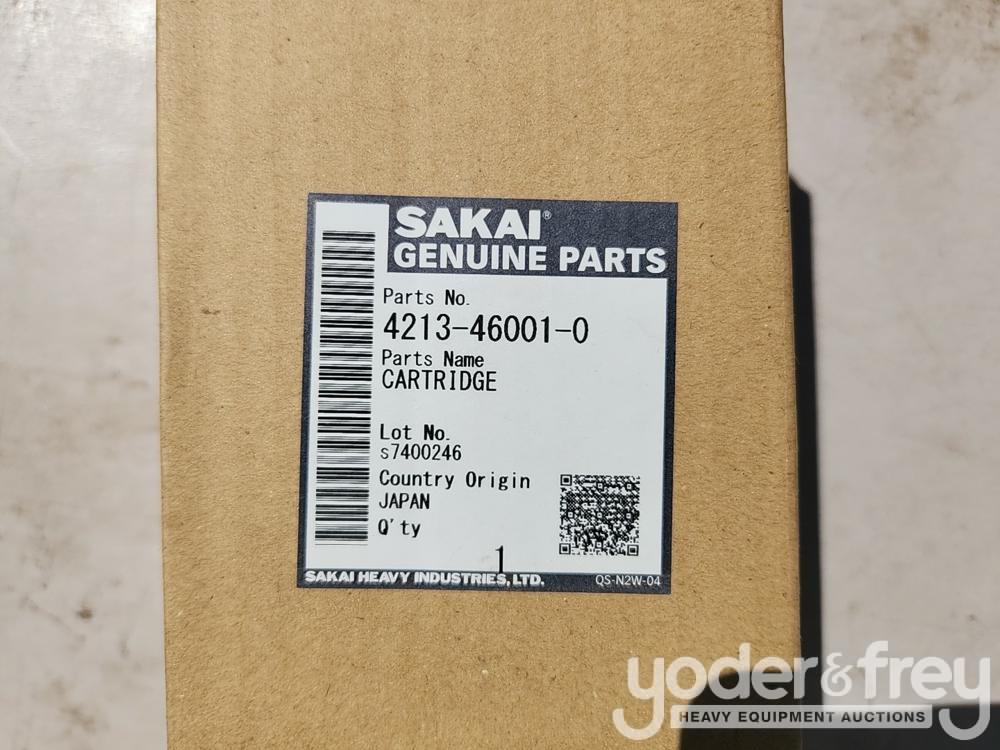 SAKAI®
GENUINE PARTS
Parts No.
4213-46001-0
Parts Name
CARTRIDGE
Lot No.
s7400246
Country Origin
JAPAN
Q'ty
1
SAKAI HEAVY INDUSTRIES, LTD.
QS-N2W-04
yoder&frey
HEAVY EQUIPMENT AUCTIONS